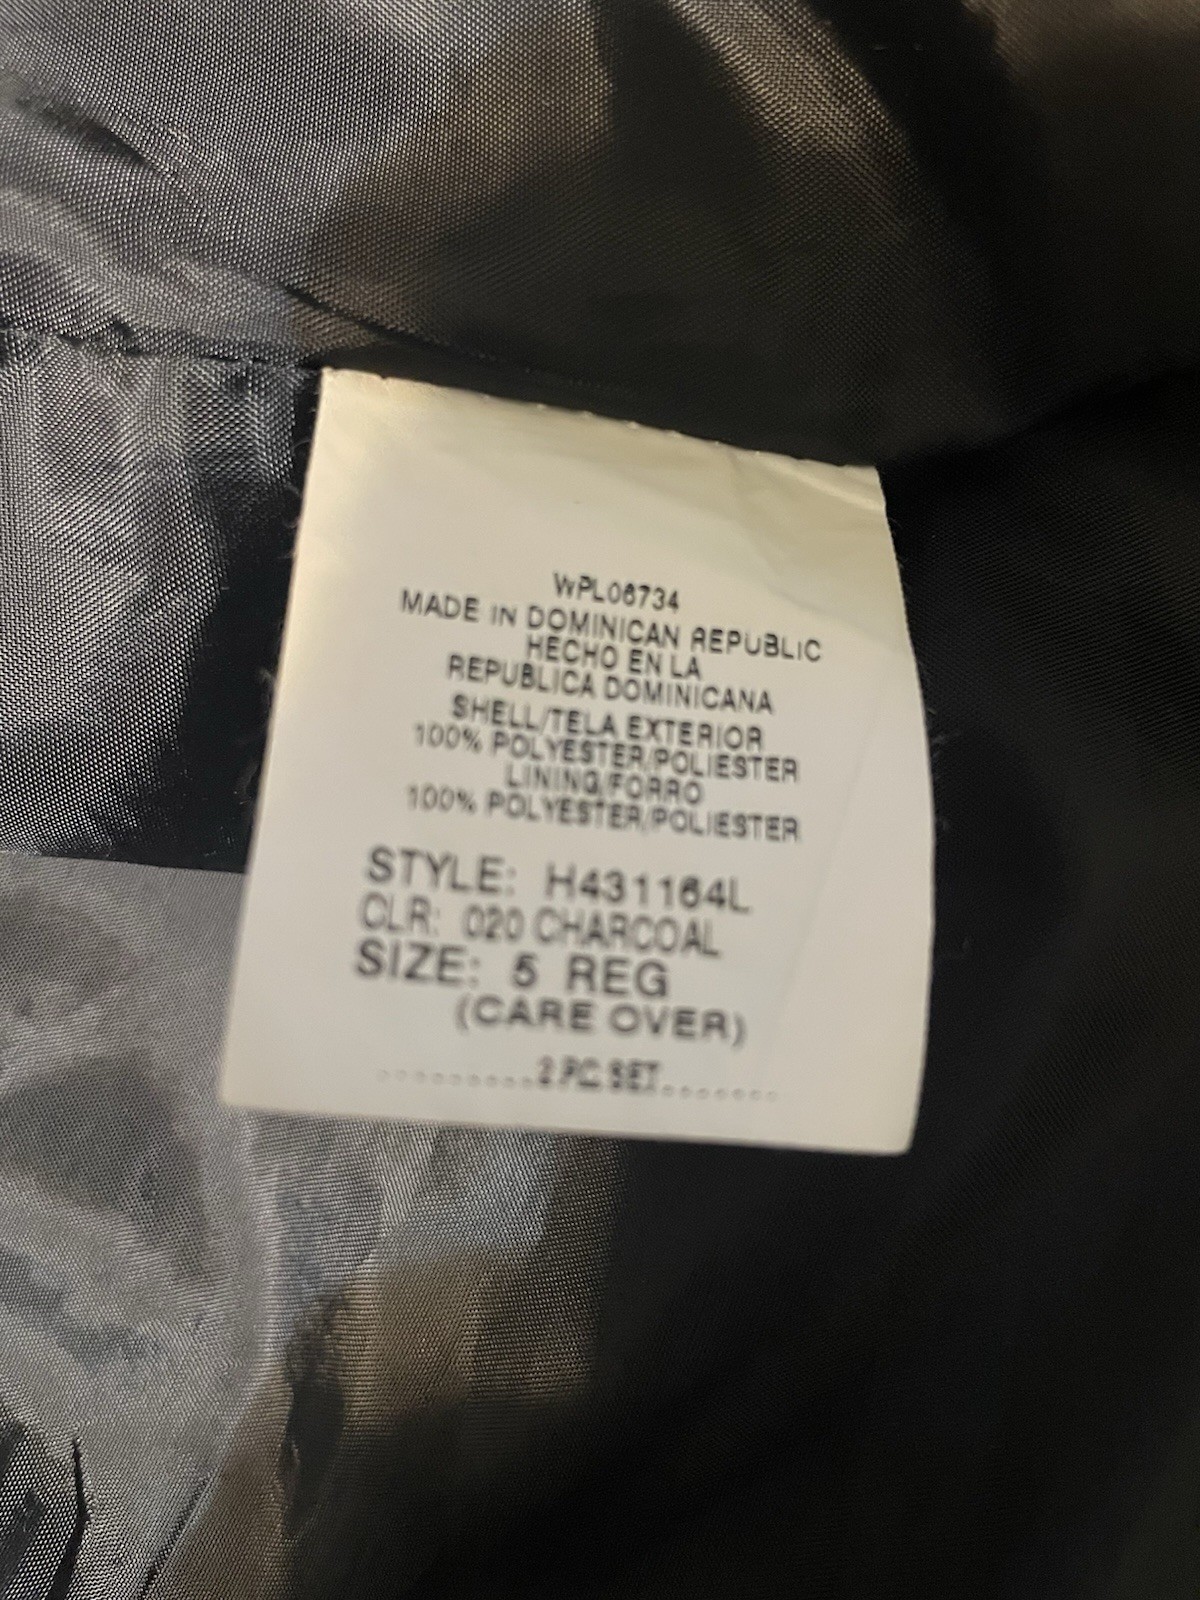 WPL06734
MADE IN DOMINICAN REPUBLIC
HECHO EN LA
REPUBLICA DOMINICANA
SHELL/TELA EXTERIOR
100% POLYESTER/POLIESTER
LINING/FORRO
100% POLYESTER/POLIESTER
STYLE: H431164L
CLR: 020 CHARCOAL
SIZE: 5 REG
(CARE OVER)
..........2 PC SET........